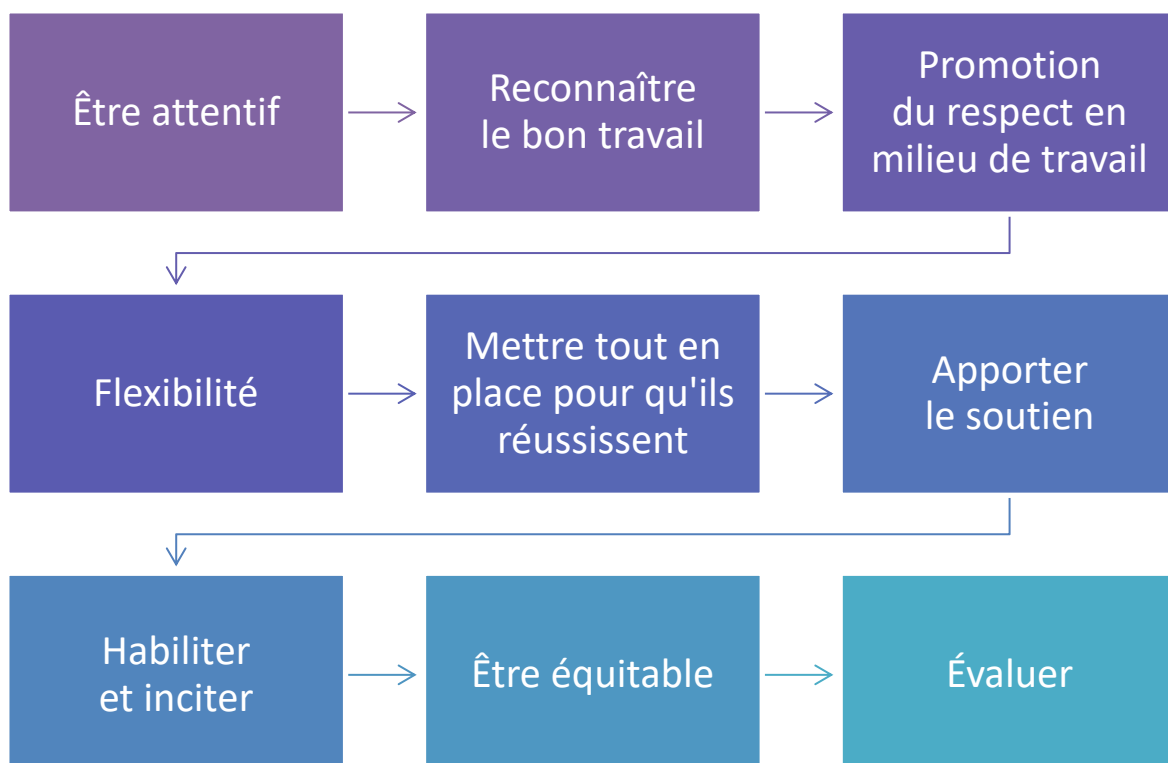 Être attentif
Reconnaître
le bon travail
Promotion
du respect en
milieu de travail
Flexibilité
Mettre tout en
place pour qu'ils
réussissent
Apporter
le soutien
Habiliter
et inciter
Être équitable
Évaluer